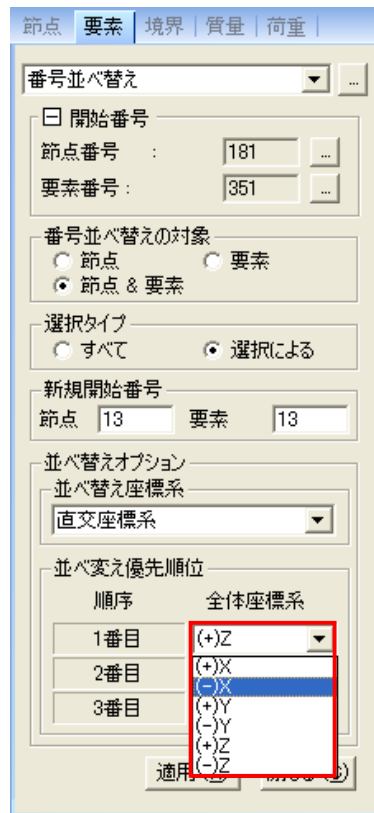 節点 要素 境界 質量 荷重
番号並べ替え ...
開始番号
節点番号 : 181 ...
要素番号 : 351 ...
番号並べ替えの対象
節点 要素
節点 & 要素
選択タイプ
すべて 選択による
新規開始番号
節点 13 要素 13
並べ替えオプション
並べ替え座標系
直交座標系
並べ変え優先順位
順序 全体座標系
1番目 (+)Z
2番目
3番目
(+)X
(-)X
(+)Y
(-)Y
(+)Z
(-)Z
適用